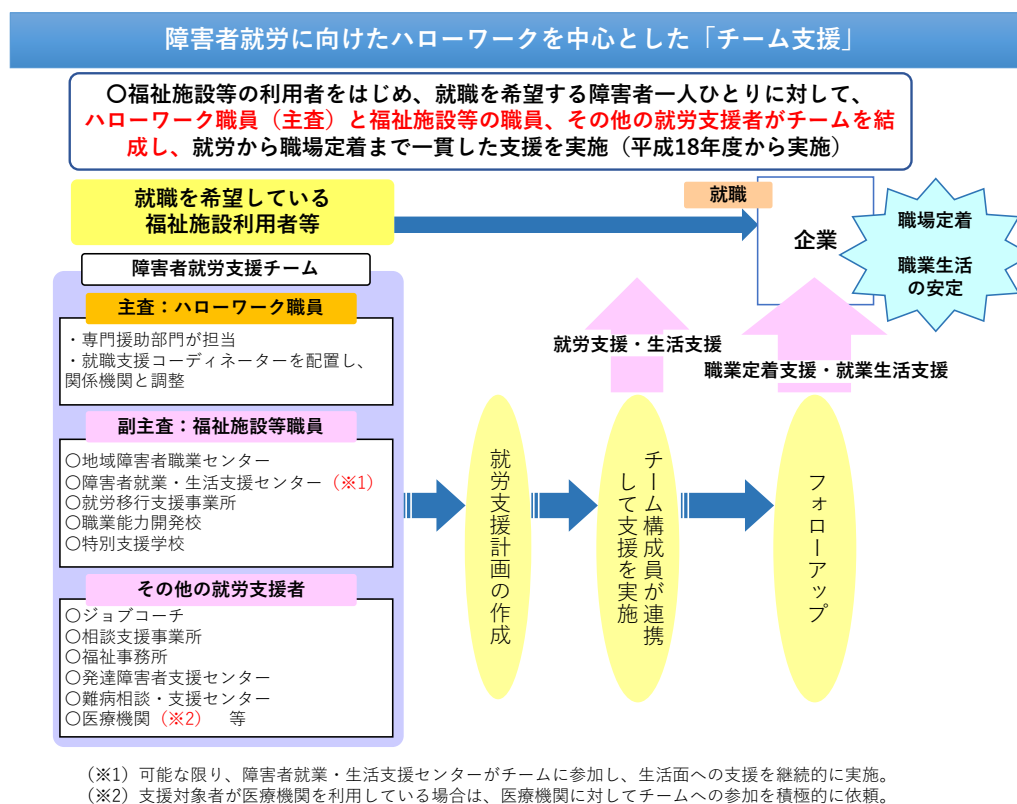 障害者就労に向けたハローワークを中心とした「チーム支援」
〇福祉施設等の利用者をはじめ、就職を希望する障害者一人ひとりに対して、
ハローワーク職員（主査）と福祉施設等の職員、その他の就労支援者がチームを結
成し、就労から職場定着まで一貫した支援を実施（平成18年度から実施）
就職を希望している
福祉施設利用者等
就職
企業
職場定着
職業生活
の安定
障害者就労支援チーム
主査：ハローワーク職員
・専門援助部門が担当
・就職支援コーディネーターを配置し、
関係機関と調整
副主査：福祉施設等職員
〇地域障害者職業センター
〇障害者就業・生活支援センター（※1）
〇就労移行支援事業所
〇職業能力開発校
〇特別支援学校
その他の就労支援者
〇ジョブコーチ
〇相談支援事業所
〇福祉事務所
〇発達障害者支援センター
〇難病相談・支援センター
〇医療機関（※2）　等
就労支援・生活支援
職業定着支援・就業生活支援
就労支援計画の作成
チーム構成員が連携
して支援を実施
フォローアップ
（※1）可能な限り、障害者就業・生活支援センターがチームに参加し、生活面への支援を継続的に実施。
（※2）支援対象者が医療機関を利用している場合は、医療機関に対してチームへの参加を積極的に依頼。